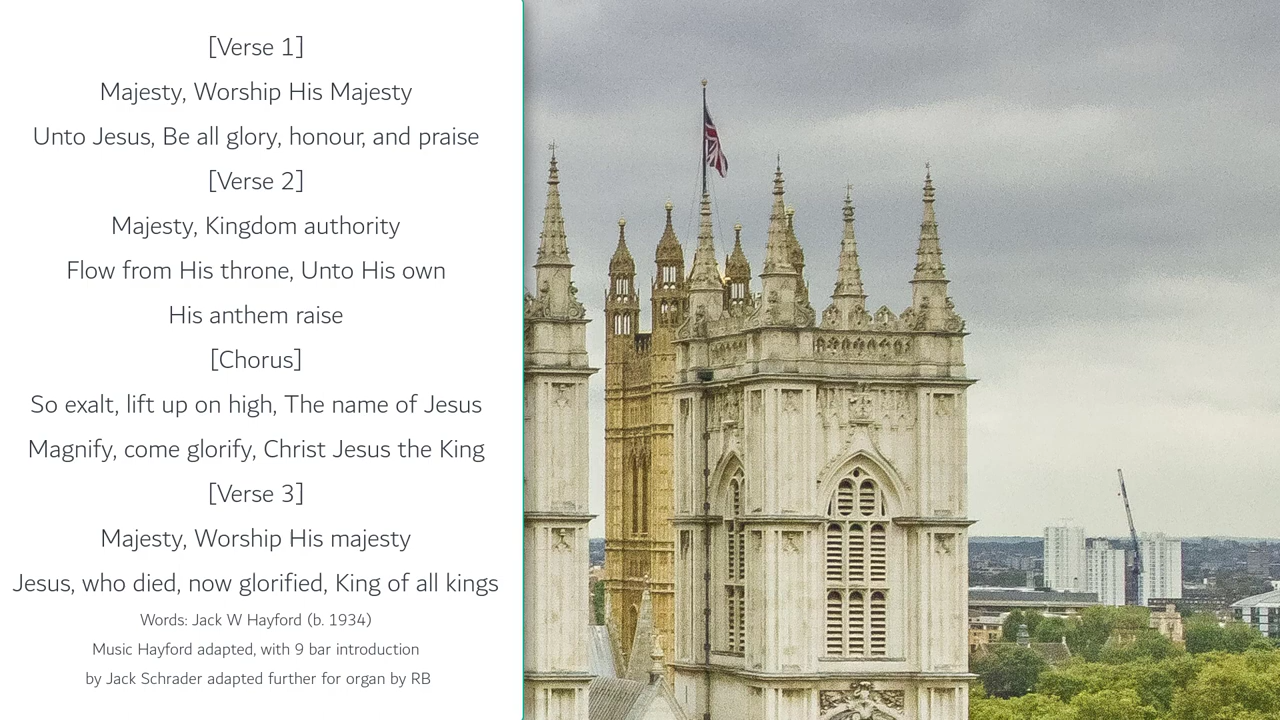 [Verse 1]
Majesty, Worship His Majesty
Unto Jesus, Be all glory, honour, and praise
[Verse 2]
Majesty, Kingdom authority
Flow from His throne, Unto His own
His anthem raise
[Chorus]
So exalt, lift up on high, The name of Jesus
Magnify, come glorify, Christ Jesus the King
[Verse 3]
Majesty, Worship His majesty
Jesus, who died, now glorified, King of all kings
Words: Jack W Hayford (b. 1934)
Music Hayford adapted, with 9 bar introduction
by Jack Schrader adapted further for organ by RB